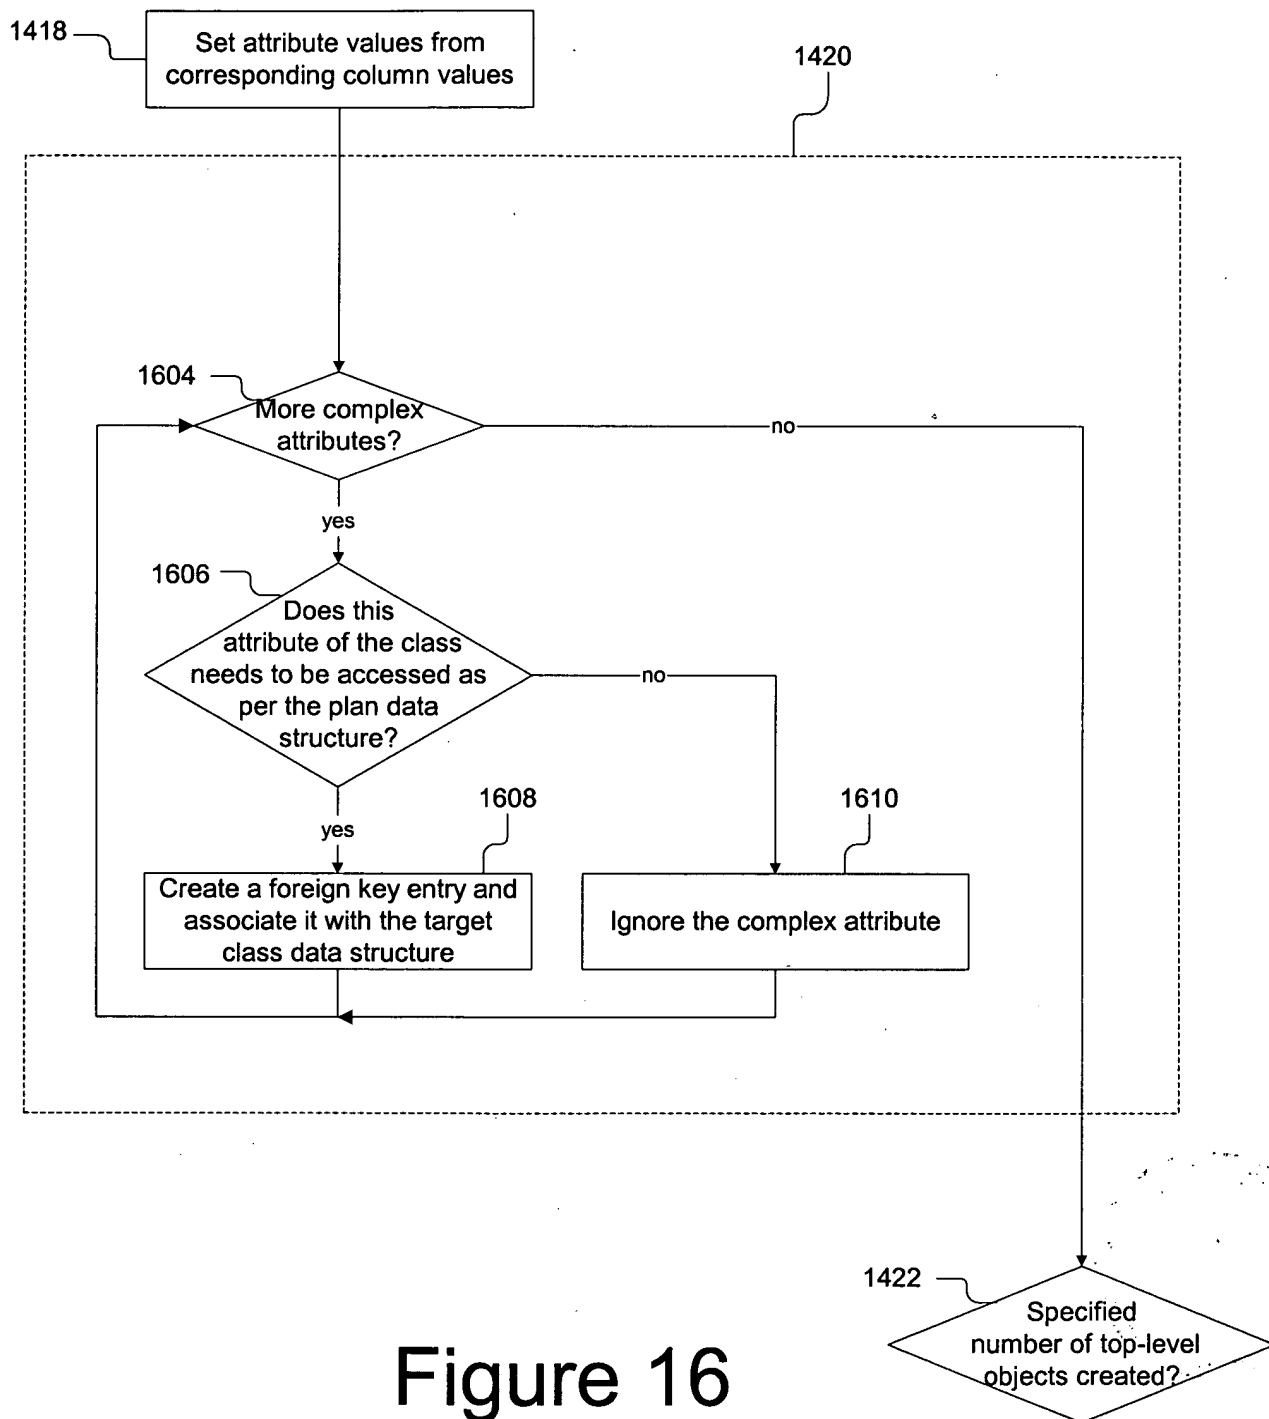 1418
Set attribute values from
corresponding column values
1420
1604
More complex
attributes?
no
yes
1606
Does this
attribute of the class
needs to be accessed as
per the plan data
structure?
no
yes
1608
Create a foreign key entry and
associate it with the target
class data structure
1610
Ignore the complex attribute
1422
Specified
number of top-level
objects created?
Figure 16